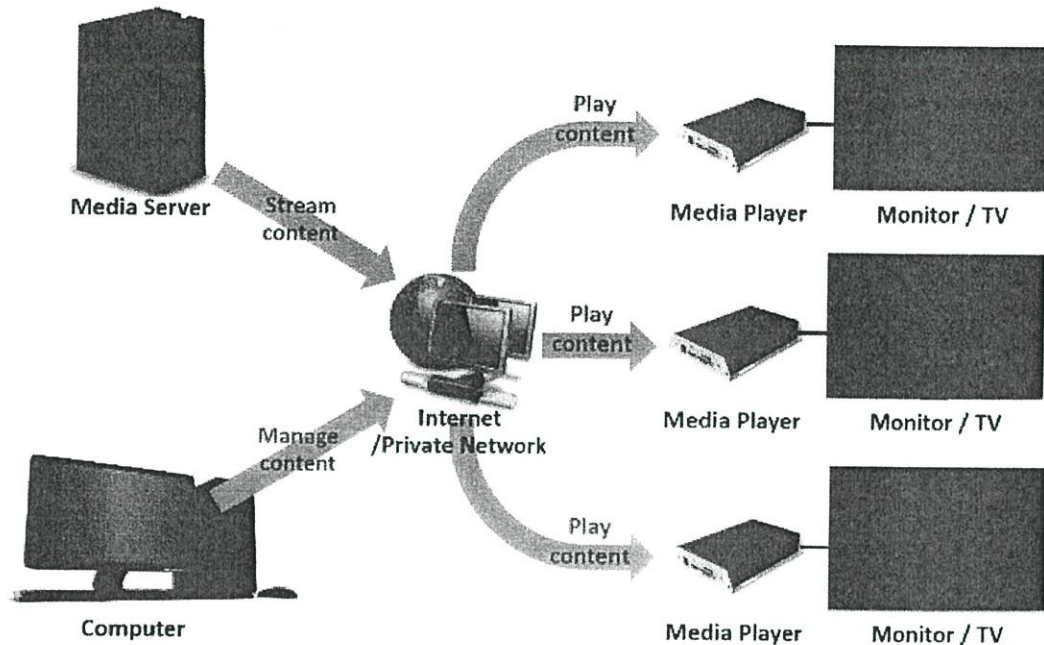 Media Server
Stream
content
Play
content
Media Player
Monitor / TV
Play
content
Media Player
Monitor / TV
Internet
/Private Network
Manage
content
Computer
Play
content
Media Player
Monitor / TV